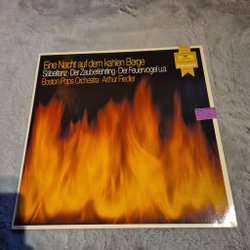 Eine Nacht auf dem kahlen Berge
Säbeltanz · Der Zauberlehrling · Der Feuervogel u.a.
Boston Pops Orchestra · Arthur Fiedler